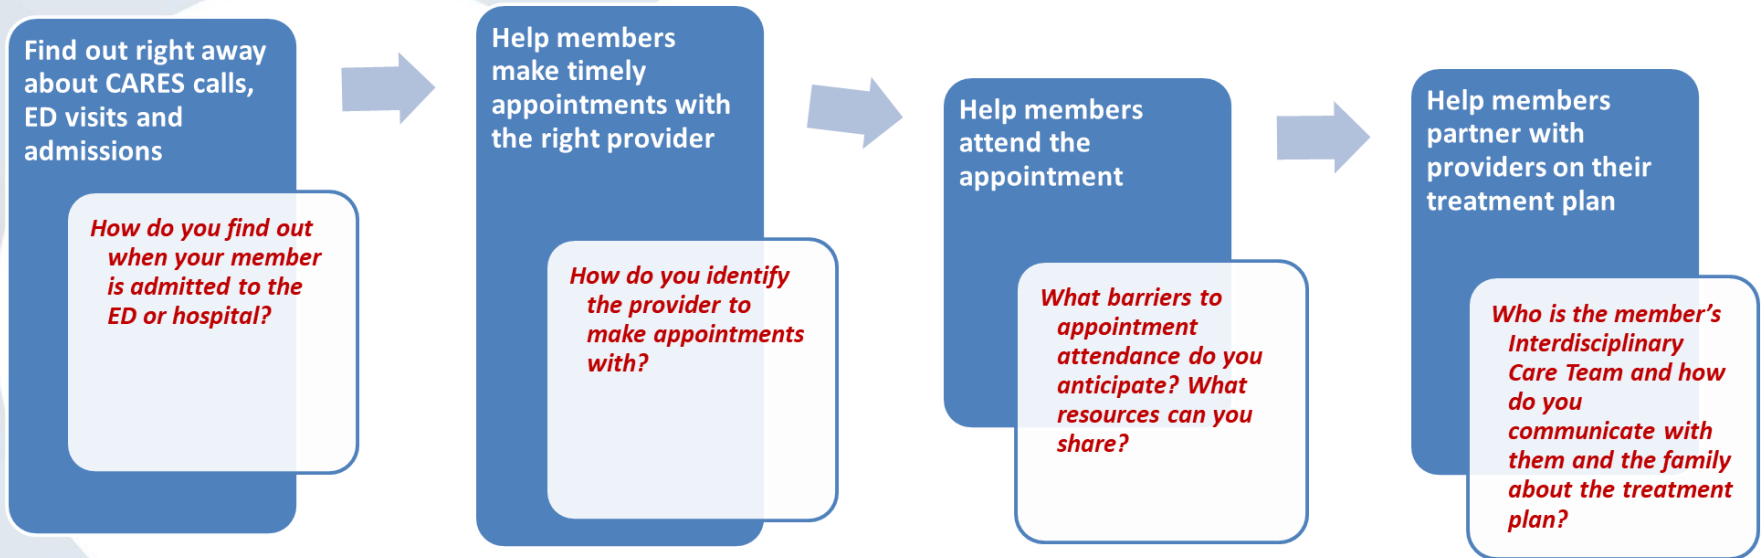 Find out right away
about CARES calls,
ED visits and
admissions
How do you find out
when your member
is admitted to the
ED or hospital?
Help members
make timely
appointments with
the right provider
How do you identify
the provider to
make appointments
with?
Help members
attend the
appointment
What barriers to
appointment
attendance do you
anticipate? What
resources can you
share?
Help members
partner with
providers on their
treatment plan
Who is the member’s
Interdisciplinary
Care Team and how
do you
communicate with
them and the family
about the treatment
plan?